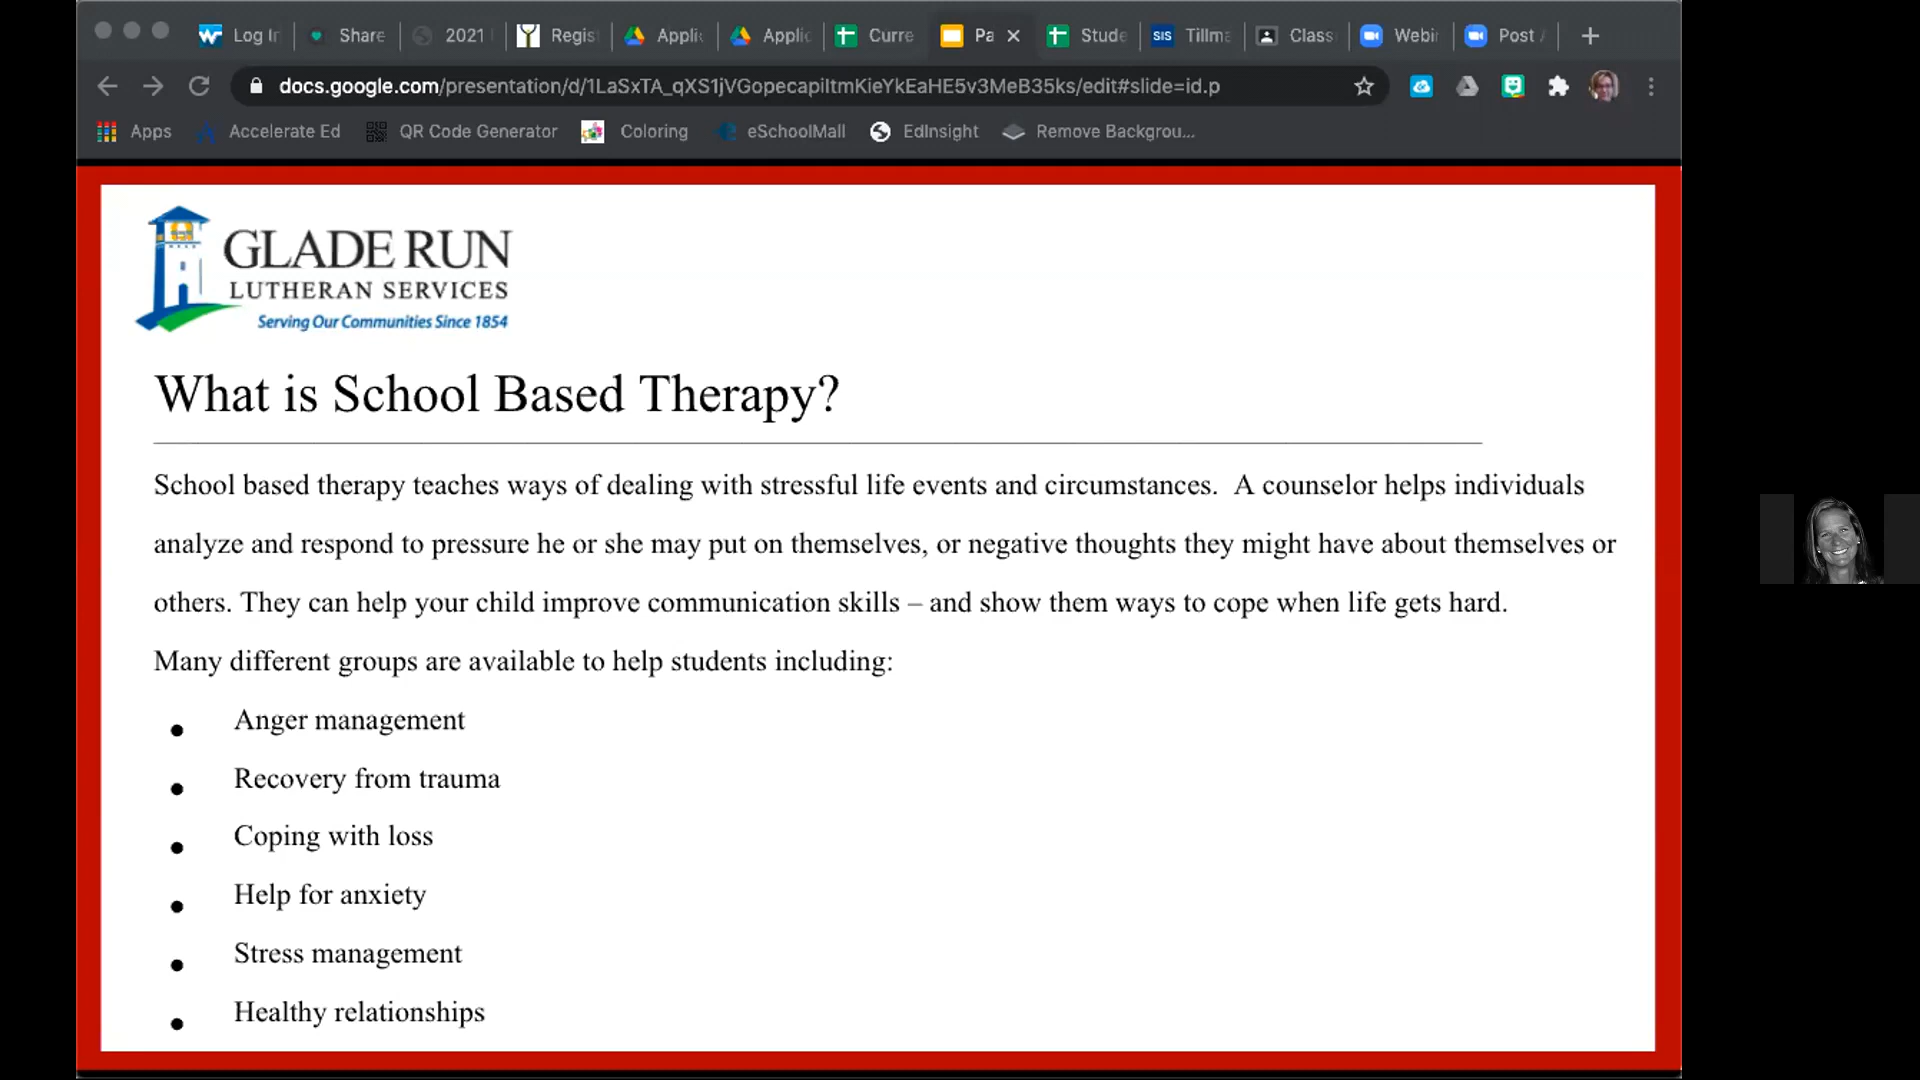 Log In Share 2021 Regis Applic Applic Curre Pa Stude SIS Tillma Class Webin Post A
docs.google.com/presentation/d/1LaSxTA_qXS1jVGopecapiItmKieYkEaHE5v3MeB35ks/edit#slide=id.p
Apps Accelerate Ed QR Code Generator Coloring eSchoolMall EdInsight Remove Backgrou...
GLADE RUN
LUTHERAN SERVICES
Serving Our Communities Since 1854
What is School Based Therapy?
School based therapy teaches ways of dealing with stressful life events and circumstances.  A counselor helps individuals
analyze and respond to pressure he or she may put on themselves, or negative thoughts they might have about themselves or
others. They can help your child improve communication skills – and show them ways to cope when life gets hard.
Many different groups are available to help students including:
● Anger management
● Recovery from trauma
● Coping with loss
● Help for anxiety
● Stress management
● Healthy relationships